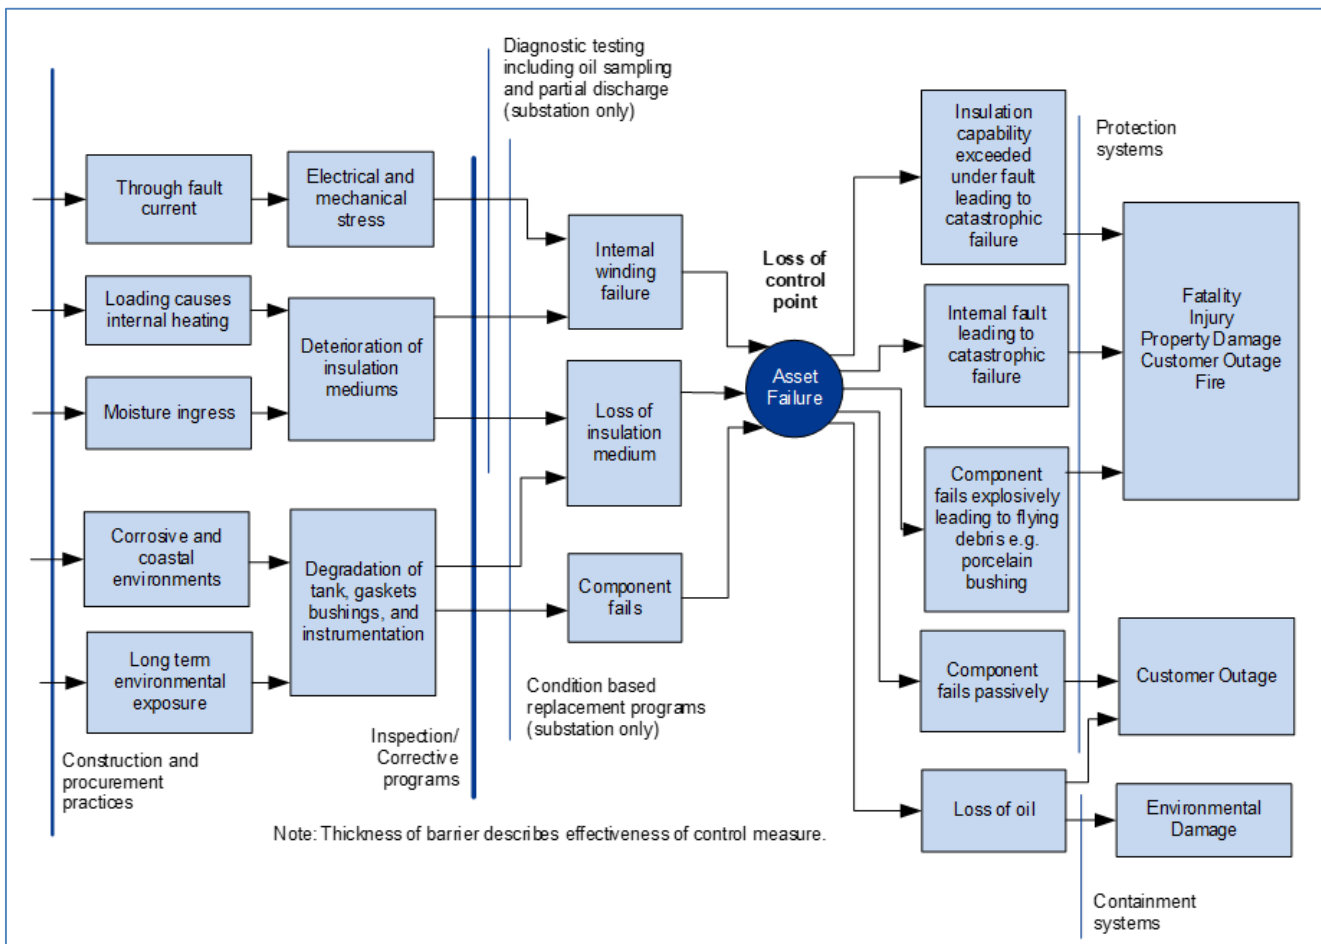 Diagnostic testing
including oil sampling
and partial discharge
(substation only)
Through fault
current
Electrical and
mechanical
stress
Loading causes
internal heating
Deterioration of
insulation
mediums
Moisture ingress
Corrosive and
coastal
environments
Degradation of
tank, gaskets
bushings, and
instrumentation
Long term
environmental
exposure
Construction and
procurement
practices
Inspection/
Corrective
programs
Internal
winding
failure
Loss of
insulation
medium
Component
fails
Condition based
replacement programs
(substation only)
Loss of
control
point
Asset
Failure
Insulation
capability
exceeded
under fault
leading to
catastrophic
failure
Internal fault
leading to
catastrophic
failure
Component
fails explosively
leading to flying
debris e.g.
porcelain
bushing
Component
fails passively
Loss of oil
Protection
systems
Fatality
Injury
Property Damage
Customer Outage
Fire
Customer Outage
Environmental
Damage
Containment
systems
Note: Thickness of barrier describes effectiveness of control measure.